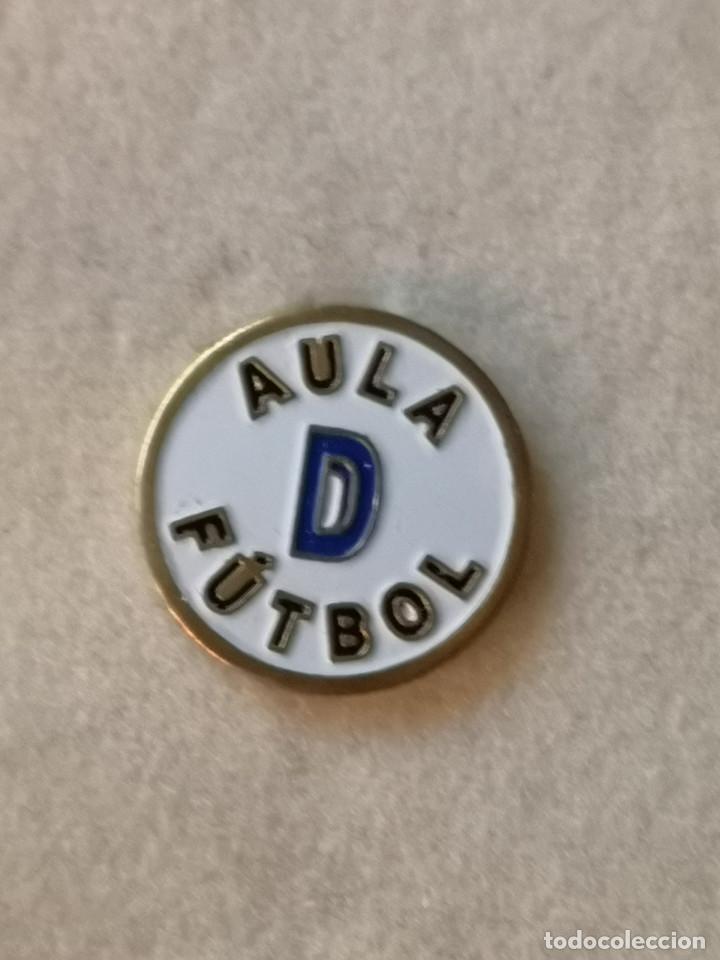 AULA
D
FÚTBOL
todocoleccion